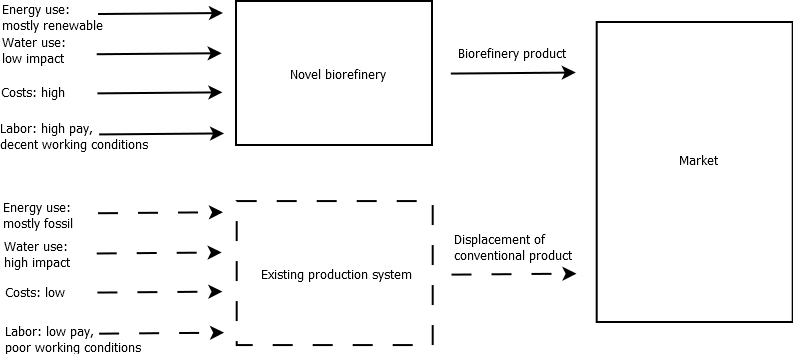 Energy use:
mostly renewable
Water use:
low impact
Costs: high
Labor: high pay,
decent working conditions
Novel biorefinery
Biorefinery product
Market
Energy use:
mostly fossil
Water use:
high impact
Costs: low
Labor: low pay,
poor working conditions
Existing production system
Displacement of
conventional product